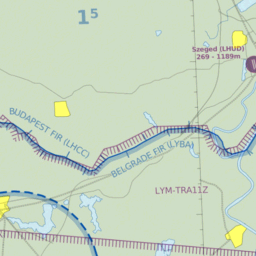 1⁵
Szeged (LHUD)
269 - 1189m
BUDAPEST FIR (LHCC)
BELGRADE FIR (LYBA)
LYM-TRA11Z